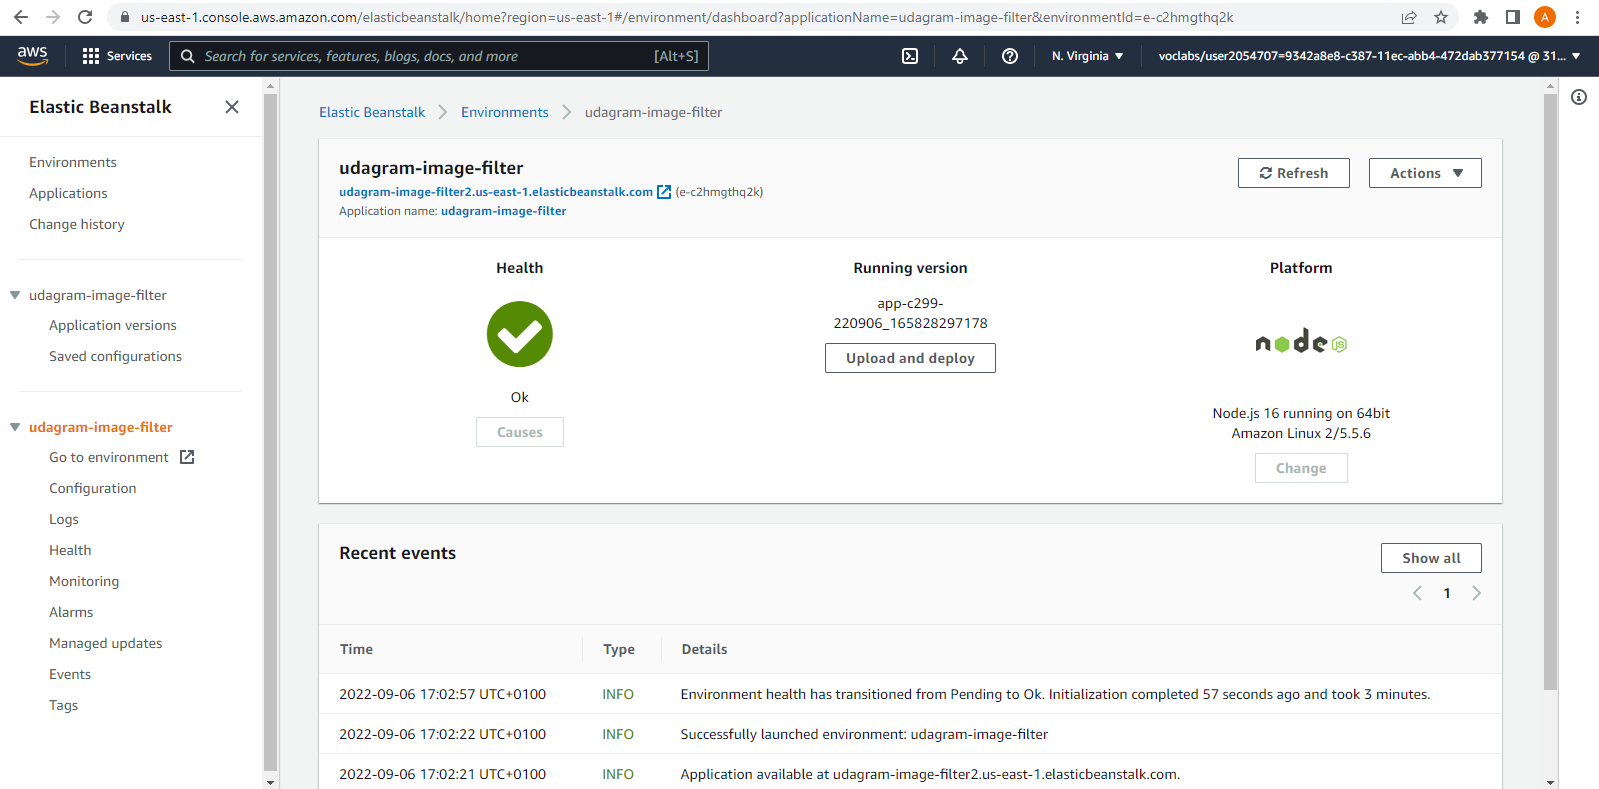 us-east-1.console.aws.amazon.com/elasticbeanstalk/home?region=us-east-1#/environment/dashboard?applicationName=udagram-image-filter&environmentId=e-c2hmgthq2k
A
aws
Services
Search for services, features, blogs, docs, and more
[Alt+S]
N. Virginia
voclabs/user2054707=9342a8e8-c387-11ec-abb4-472dab377154 @ 31...
Elastic Beanstalk
Environments
Applications
Change history
udagram-image-filter
Application versions
Saved configurations
udagram-image-filter
Go to environment
Configuration
Logs
Health
Monitoring
Alarms
Managed updates
Events
Tags
Elastic Beanstalk
Environments
udagram-image-filter
udagram-image-filter
udagram-image-filter2.us-east-1.elasticbeanstalk.com (e-c2hmgthq2k)
Application name: udagram-image-filter
Refresh
Actions
Health
Ok
Causes
Running version
app-c299-
220906_165828297178
Upload and deploy
Platform
node JS
Node.js 16 running on 64bit
Amazon Linux 2/5.5.6
Change
Recent events
Show all
1
Time Type Details
2022-09-06 17:02:57 UTC+0100 INFO Environment health has transitioned from Pending to Ok. Initialization completed 57 seconds ago and took 3 minutes.
2022-09-06 17:02:22 UTC+0100 INFO Successfully launched environment: udagram-image-filter
2022-09-06 17:02:21 UTC+0100 INFO Application available at udagram-image-filter2.us-east-1.elasticbeanstalk.com.